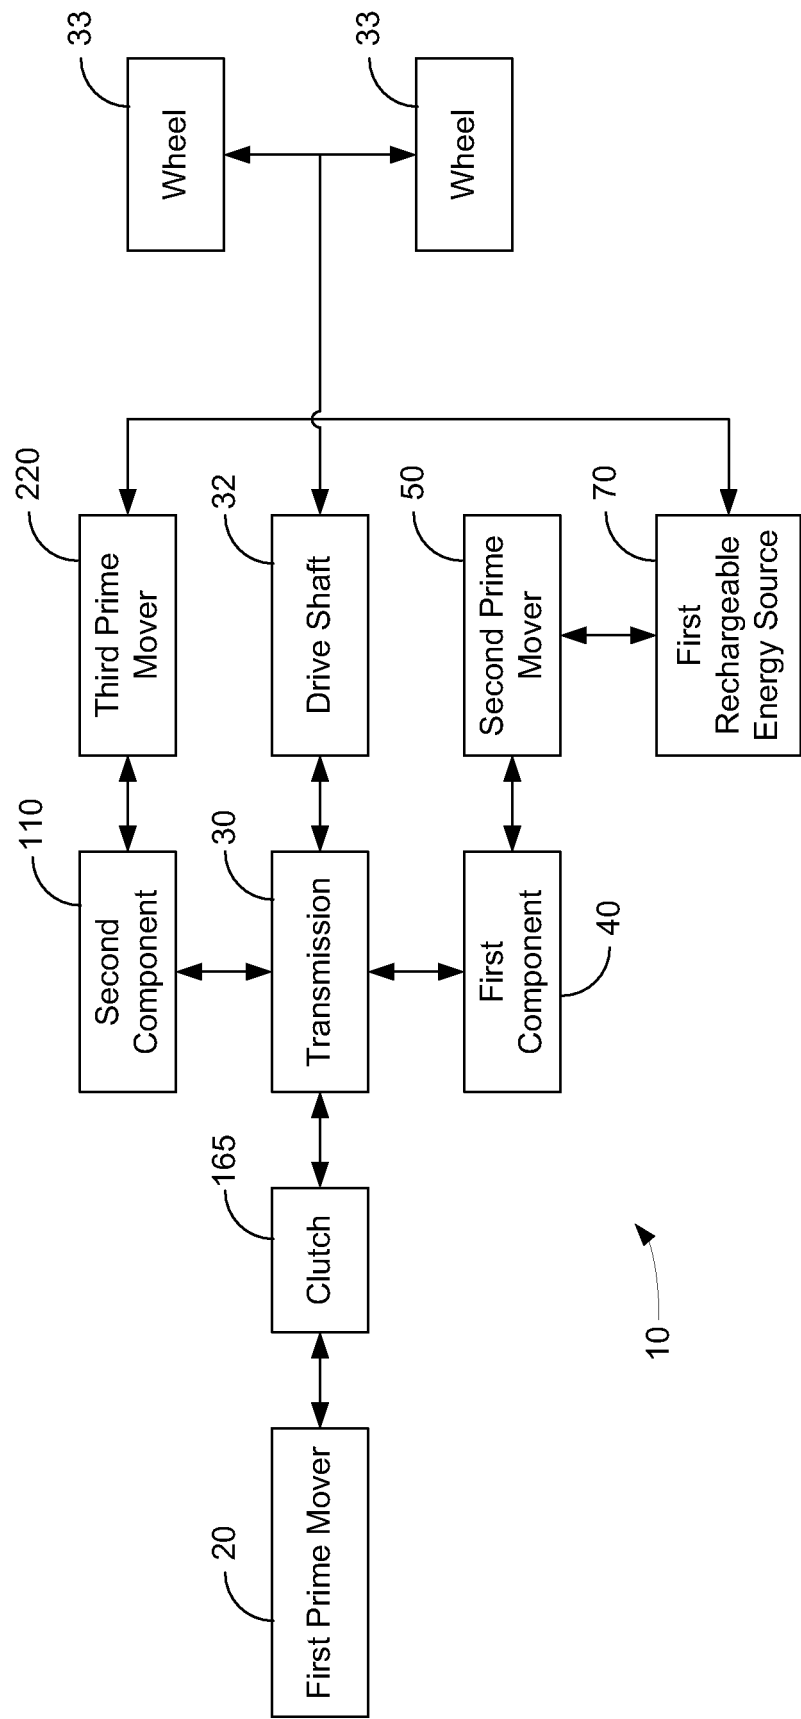 33
Wheel
33
Wheel
220
Third Prime
Mover
32
Drive Shaft
50
Second Prime
Mover
70
First
Rechargeable
Energy Source
110
Second
Component
30
Transmission
First
Component
40
165
Clutch
20
First Prime Mover
10